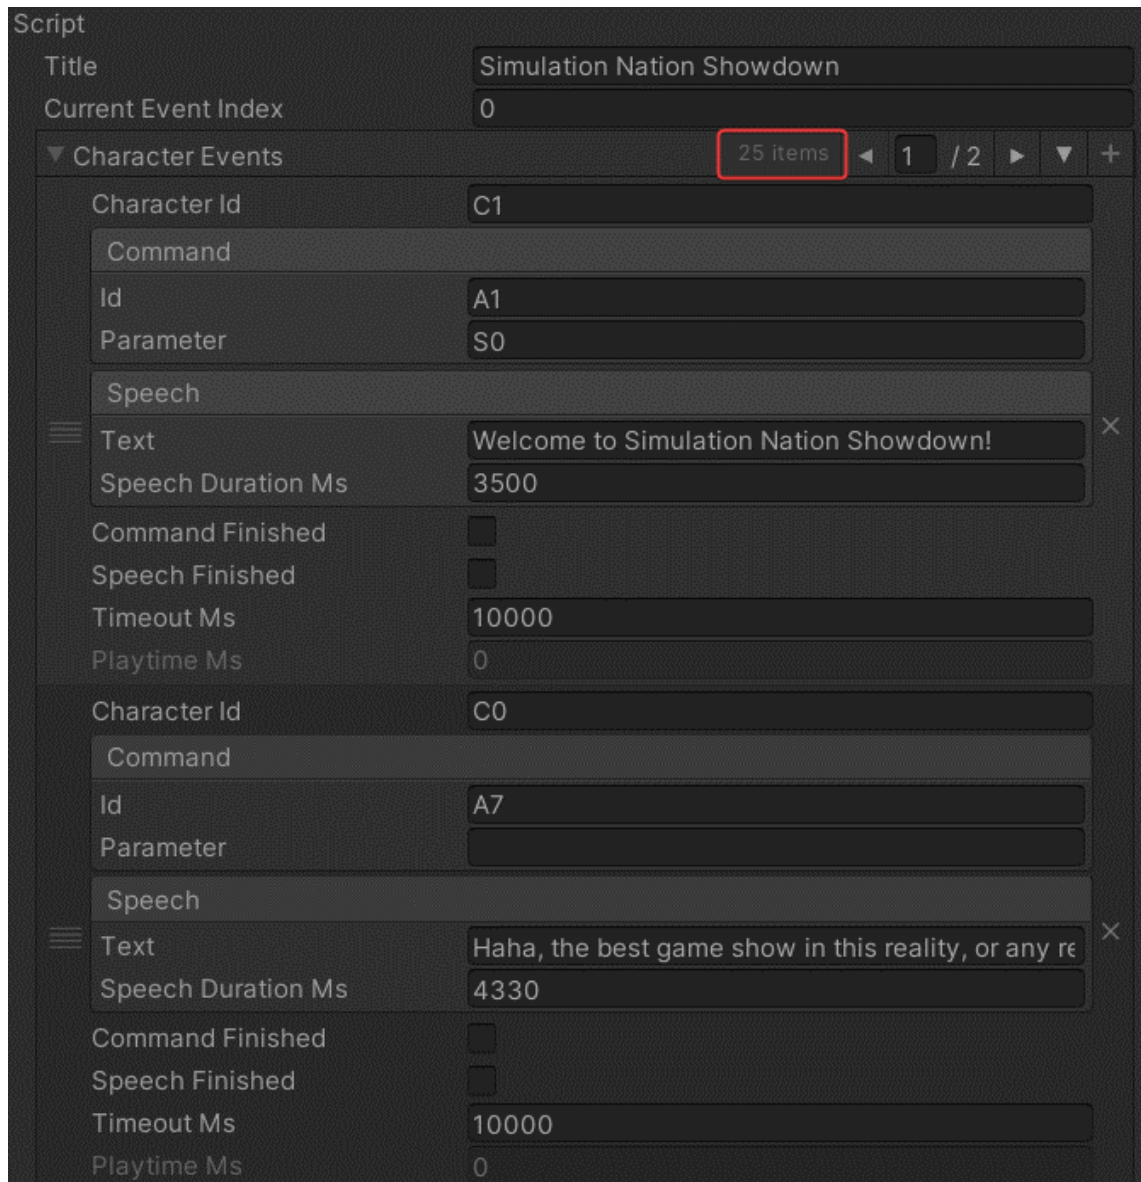 Script
Title Simulation Nation Showdown
Current Event Index 0
Character Events 25 items 1 / 2
Character Id C1
Command
Id A1
Parameter S0
Speech
Text Welcome to Simulation Nation Showdown!
Speech Duration Ms 3500
Command Finished
Speech Finished
Timeout Ms 10000
Playtime Ms 0
Character Id C0
Command
Id A7
Parameter
Speech
Text Haha, the best game show in this reality, or any re
Speech Duration Ms 4330
Command Finished
Speech Finished
Timeout Ms 10000
Playtime Ms 0